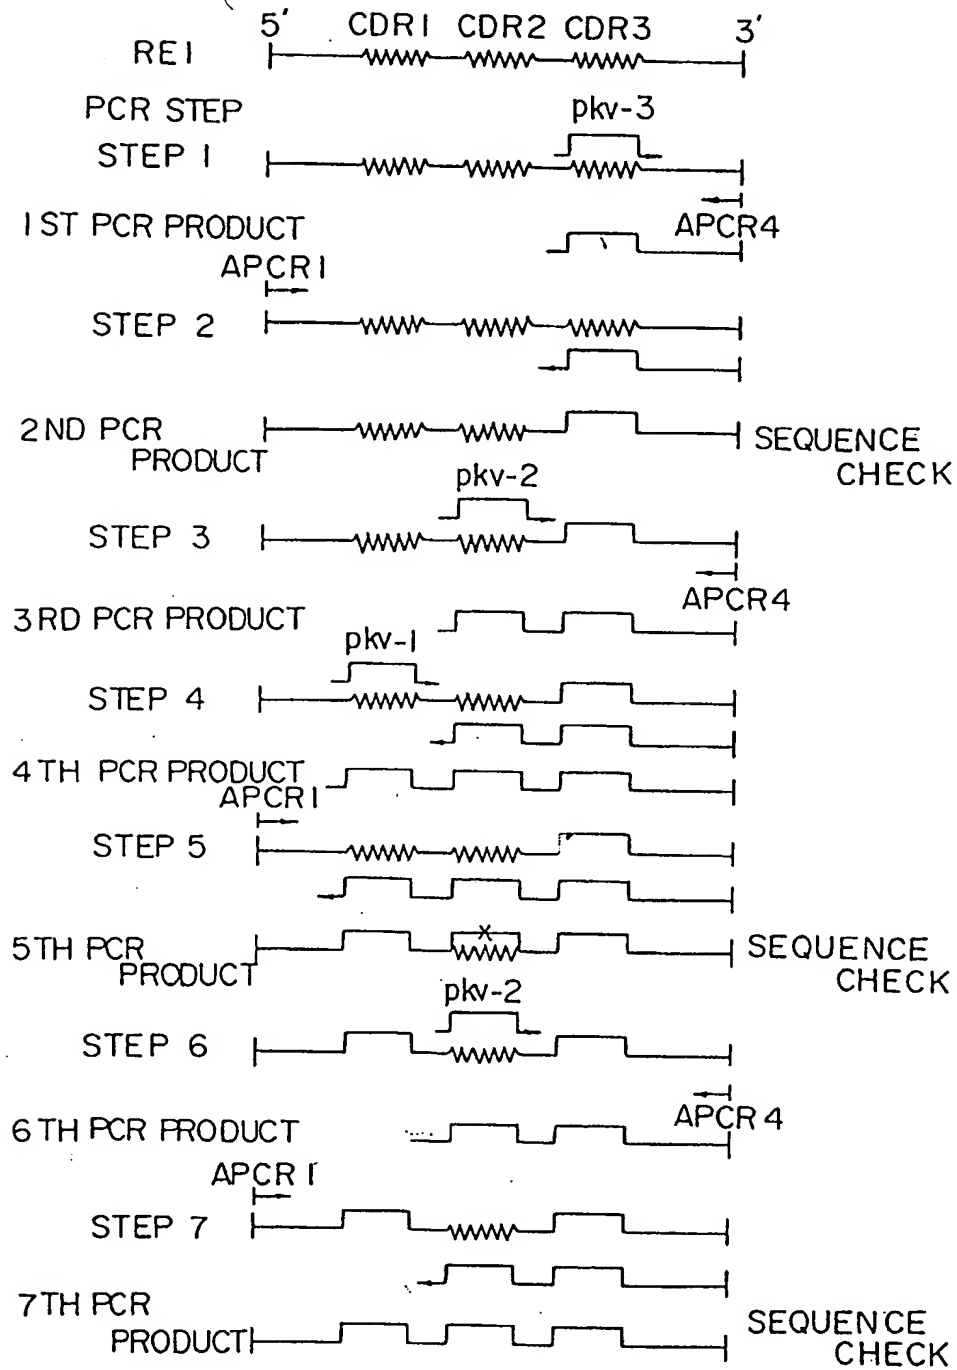 5' CDR1 CDR2 CDR3 3'
RE1
PCR STEP pkv-3
STEP 1
1ST PCR PRODUCT APCR4
APCR1
STEP 2
2ND PCR
PRODUCT
SEQUENCE
CHECK
pkv-2
STEP 3
APCR4
3RD PCR PRODUCT
pkv-1
STEP 4
4TH PCR PRODUCT
APCR1
STEP 5
X
5TH PCR
PRODUCT
SEQUENCE
CHECK
pkv-2
STEP 6
APCR4
6TH PCR PRODUCT
APCR1
STEP 7
7TH PCR
PRODUCT
SEQUENCE
CHECK